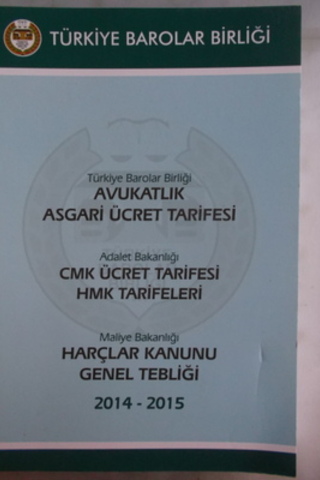 TÜRKİYE BAROLAR BİRLİĞİ
Türkiye Barolar Birliği
AVUKATLIK
ASGARİ ÜCRET TARİFESİ
Adalet Bakanlığı
CMK ÜCRET TARİFESİ
HMK TARİFELERİ
Maliye Bakanlığı
HARÇLAR KANUNU
GENEL TEBLİĞİ
2014 - 2015